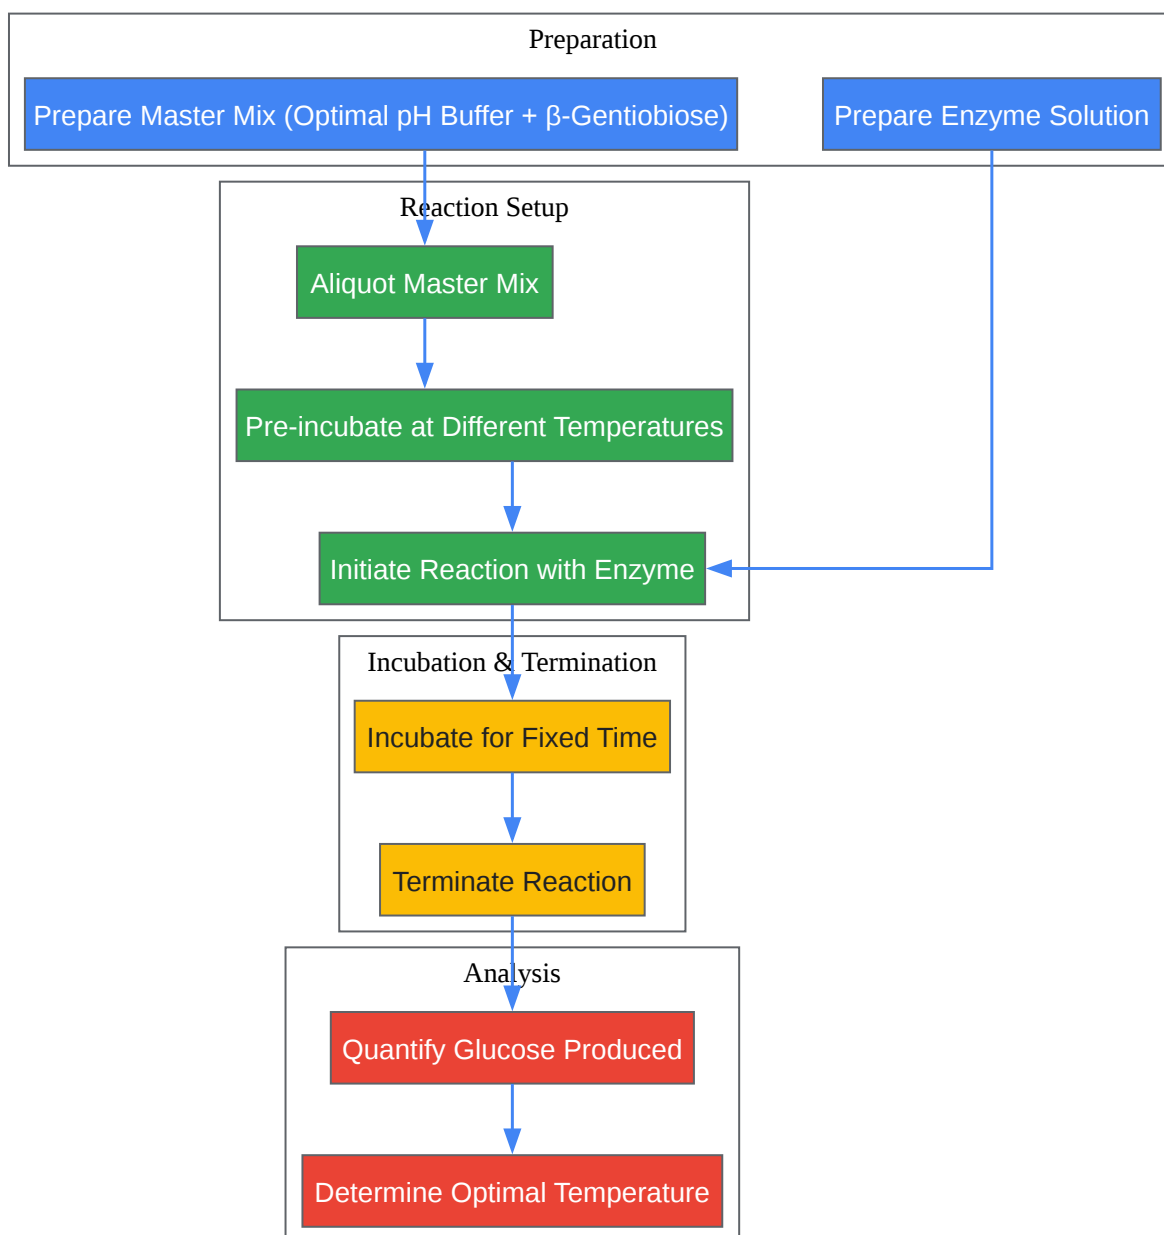 Preparation
Prepare Master Mix (Optimal pH Buffer + β-Gentiobiose)
Prepare Enzyme Solution
Reaction Setup
Aliquot Master Mix
Pre-incubate at Different Temperatures
Initiate Reaction with Enzyme
Incubation & Termination
Incubate for Fixed Time
Terminate Reaction
Analysis
Quantify Glucose Produced
Determine Optimal Temperature